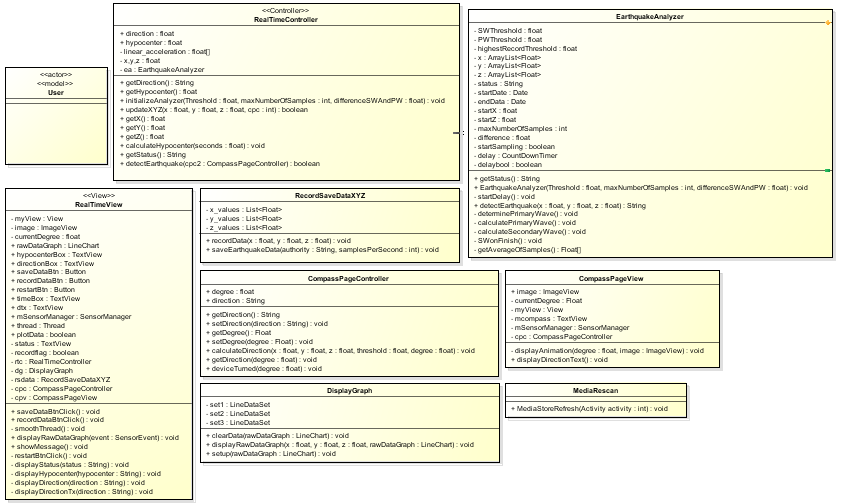 <<actor>>
<<model>>
User
<<Controller>>
RealTimeController
+ direction : float
+ hypocenter : float
- linear_acceleration : float[]
- x,y,z : float
- ea : EarthquakeAnalyzer
+ getDirection() : String
+ getHypocenter() : float
+ initializeAnalyzer(Threshold : float, maxNumberOfSamples : int, differenceSWAndPW : float) : void
+ updateXYZ(x : float, y : float, z : float, cpc : int) : boolean
+ getX() : float
+ getY() : float
+ getZ() : float
+ calculateHypocenter(seconds : float) : void
+ getStatus() : String
+ detectEarthquake(cpc2 : CompassPageController) : boolean
EarthquakeAnalyzer
- SWThreshold : float
- PWThreshold : float
- highestRecordThreshold : float
- x : ArrayList<Float>
- y : ArrayList<Float>
- z : ArrayList<Float>
- status : String
- startDate : Date
- endData : Date
- startX : float
- startZ : float
- maxNumberOfSamples : int
- difference : float
- startSampling : boolean
- delay : CountDownTimer
- delaybool : boolean
+ getStatus() : String
+ EarthquakeAnalyzer(Threshold : float, maxNumberOfSamples : int, differenceSWAndPW : float) : void
- startDelay() : void
+ detectEarthquake(x : float, y : float, z : float) : String
- determinePrimaryWave() : void
- calculatePrimaryWave() : void
- calculateSecondaryWave() : void
- SWonFinish() : void
- getAverageOfSamples() : Float[]
<<View>>
RealTimeView
- myView : View
- image : ImageView
- currentDegree : float
+ rawDataGraph : LineChart
+ hypocenterBox : TextView
+ directionBox : TextView
+ saveDataBtn : Button
+ recordDataBtn : Button
+ restartBtn : Button
+ timeBox : TextView
+ dtx : TextView
+ mSensorManager : SensorManager
+ thread : Thread
+ plotData : boolean
- status : TextView
- recordflag : boolean
- rtc : RealTimeController
- dg : DisplayGraph
- rsdata : RecordSaveDataXYZ
- cpc : CompassPageController
- cpv : CompassPageView
+ saveDataBtnClick() : void
+ recordDataBtnClick() : void
- smoothThread() : void
+ displayRawDataGraph(event : SensorEvent) : void
+ showMessage() : void
- restartBtnClick() : void
- displayStatus(status : String) : void
- displayHypocenter(hypocenter : String) : void
- displayDirection(direction : String) : void
- displayDirectionTx(direction : String) : void
RecordSaveDataXYZ
- x_values : List<Float>
- y_values : List<Float>
- z_values : List<Float>
+ recordData(x : float, y : float, z : float) : void
+ saveEarthquakeData(authority : String, samplesPerSecond : int) : void
CompassPageController
+ degree : float
+ direction : String
+ getDirection() : String
+ setDirection(direction : String) : void
+ getDegree() : Float
+ setDegree(degree : Float) : void
+ calculateDirection(x : float, y : float, z : float, threshold : float, degree : float) : void
+ getDirection(degree : float) : void
+ deviceTurned(degree : float) : void
CompassPageView
+ image : ImageView
- currentDegree : Float
- myView : View
- mcompass : TextView
- mSensorManager : SensorManager
- cpc : CompassPageController
- displayAnimation(degree : float, image : ImageView) : void
+ displayDirectionText() : void
DisplayGraph
- set1 : LineDataSet
- set2 : LineDataSet
- set3 : LineDataSet
+ clearData(rawDataGraph : LineChart) : void
+ displayRawDataGraph(x : float, y : float, z : float, rawDataGraph : LineChart) : void
+ setup(rawDataGraph : LineChart) : void
MediaRescan
+ MediaStoreRefresh(Activity activity : int) : void